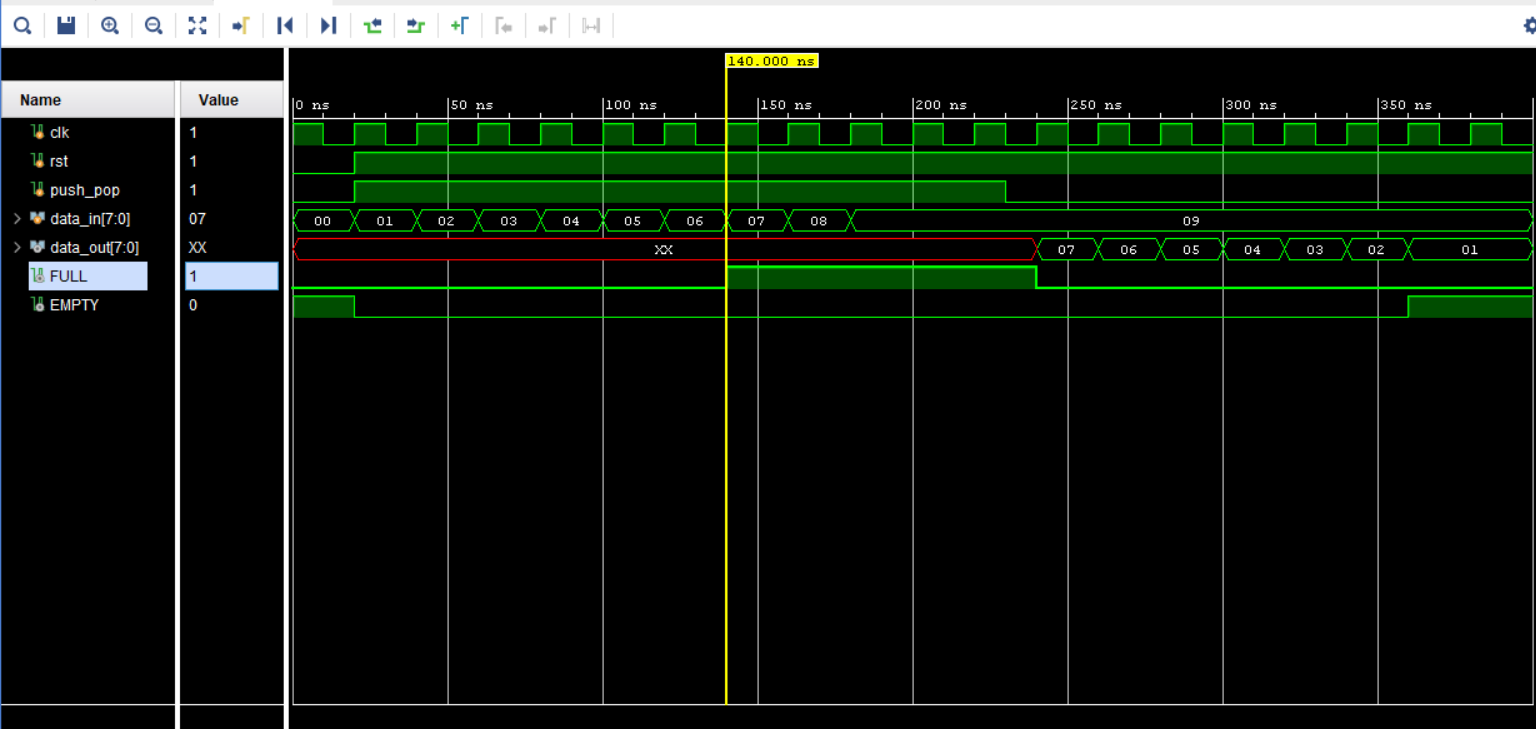 140.000 ns
Name Value
0 ns 50 ns 100 ns 150 ns 200 ns 250 ns 300 ns 350 ns
clk 1
rst 1
push_pop 1
data_in[7:0] 07 00 01 02 03 04 05 06 07 08 09
data_out[7:0] XX XX 07 06 05 04 03 02 01
FULL 1
EMPTY 0